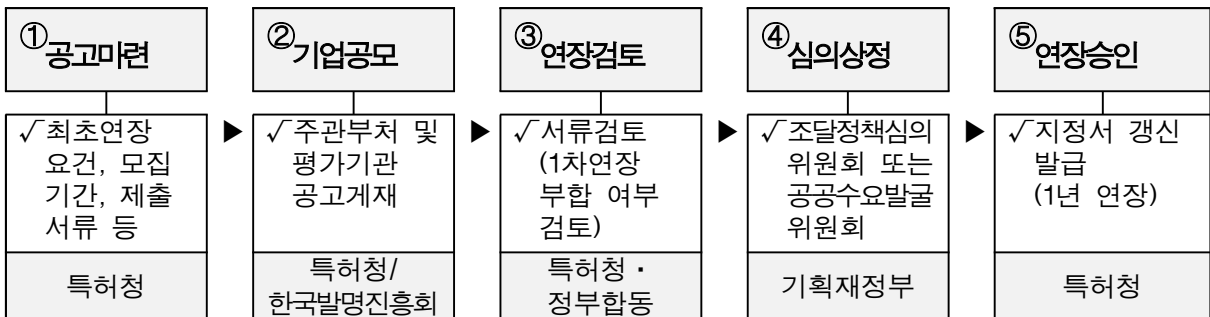 ①공고마련
√최초연장
요건, 모집
기간, 제출
서류 등
특허청
▶
②기업공모
√주관부처 및
평가기관
공고게재
특허청/
한국발명진흥회
▶
③연장검토
√서류검토
(1차연장
부합 여부
검토)
특허청·
정부합동
▶
④심의상정
√조달정책심의
위원회 또는
공공수요발굴
위원회
기획재정부
▶
⑤연장승인
√지정서 갱신
발급
(1년 연장)
특허청